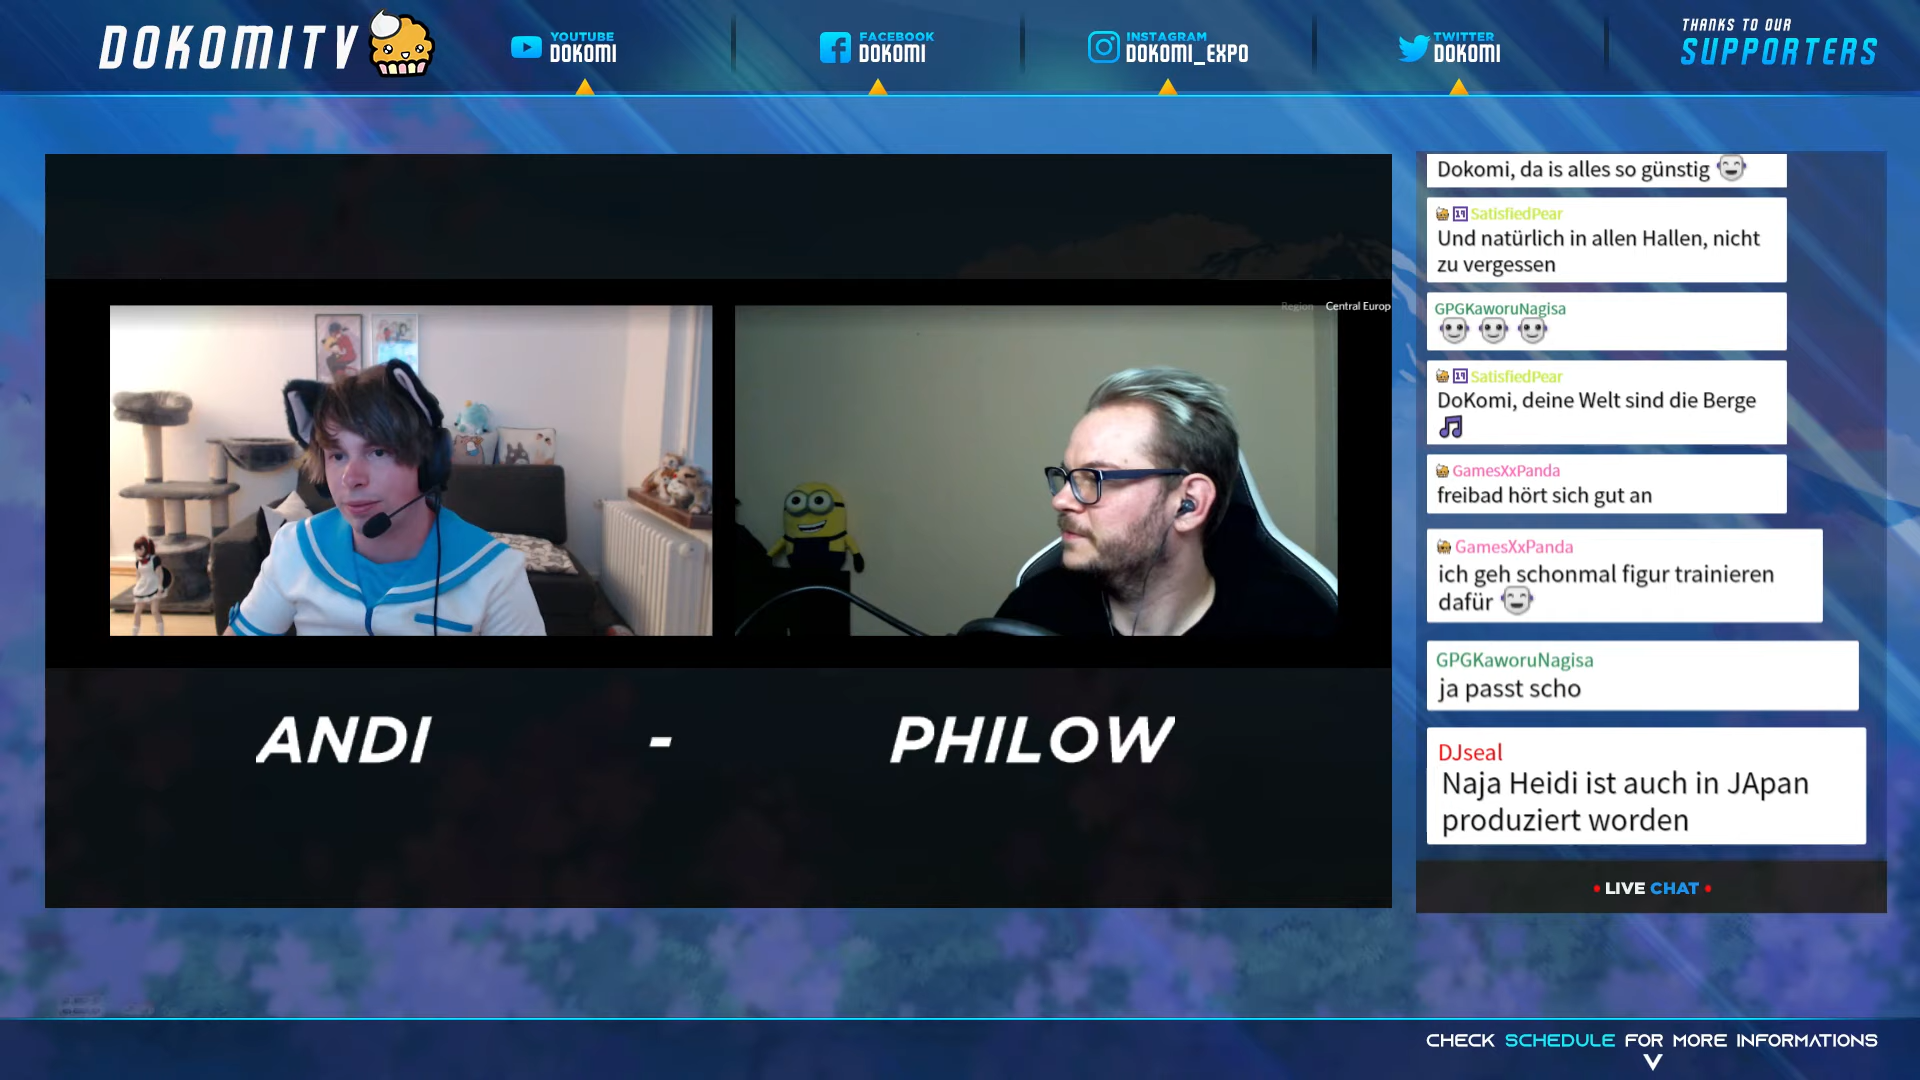 DOKOMITV
YOUTUBE
DOKOMI
FACEBOOK
DOKOMI
INSTAGRAM
DOKOMI_EXPO
TWITTER
DOKOMI
THANKS TO OUR
SUPPORTERS
Region Central Europ
ANDI - PHILOW
Dokomi, da is alles so günstig
SatisfiedPear
Und natürlich in allen Hallen, nicht
zu vergessen
GPGKaworuNagisa
SatisfiedPear
DoKomi, deine Welt sind die Berge
GamesXxPanda
freibad hört sich gut an
GamesXxPanda
ich geh schonmal figur trainieren
dafür
GPGKaworuNagisa
ja passt scho
DJseal
Naja Heidi ist auch in JApan
produziert worden
• LIVE CHAT •
CHECK SCHEDULE FOR MORE INFORMATIONS